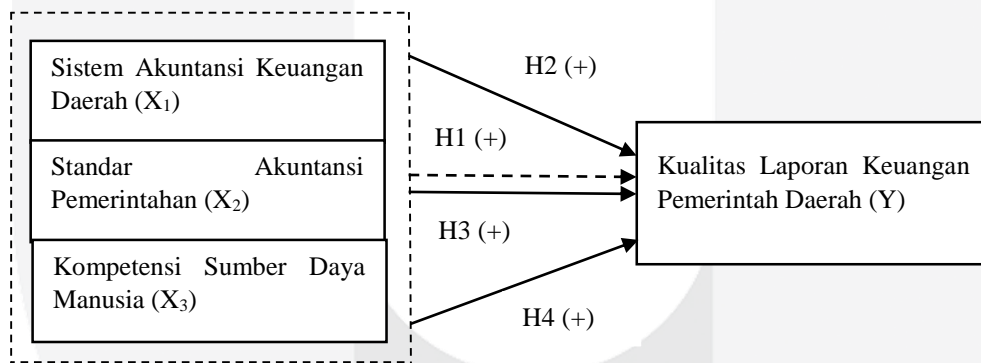 Sistem Akuntansi Keuangan
Daerah (X₁)
Standar Akuntansi
Pemerintahan (X₂)
Kompetensi Sumber Daya
Manusia (X₃)
H2 (+)
H1 (+)
H3 (+)
H4 (+)
Kualitas Laporan Keuangan
Pemerintah Daerah (Y)